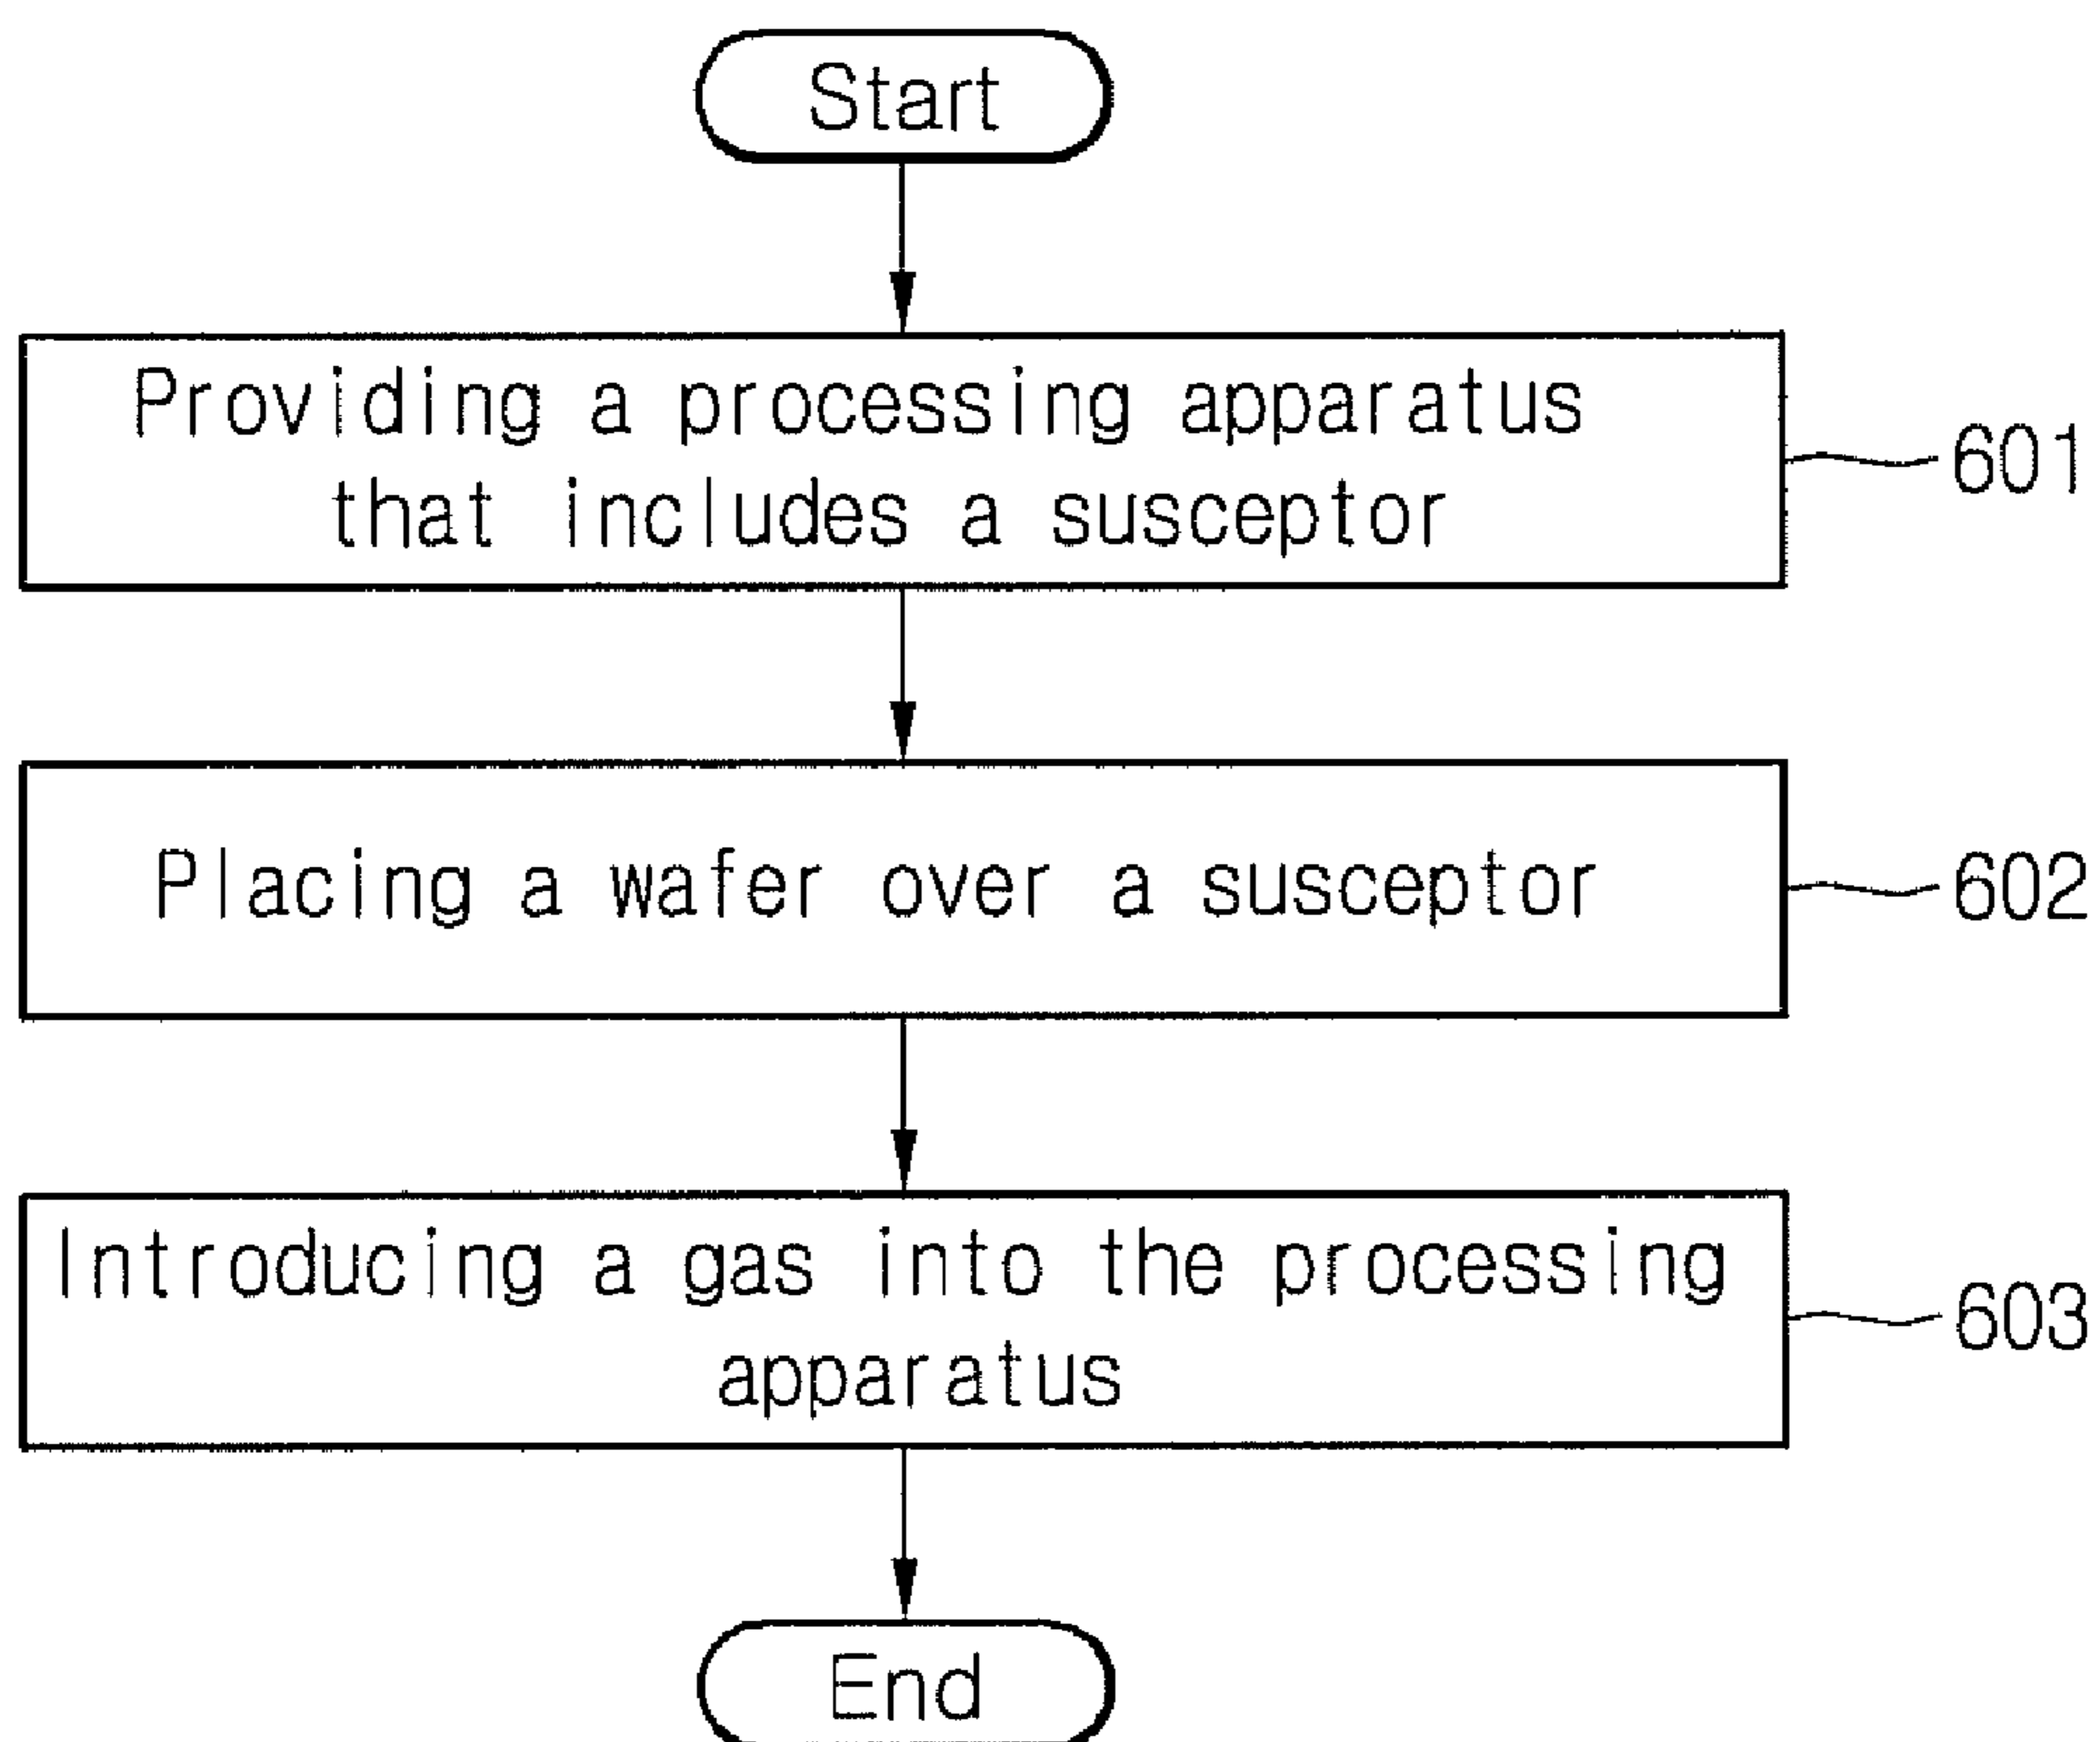 Start
Providing a processing apparatus
that includes a susceptor
601
Placing a wafer over a susceptor
602
Introducing a gas into the processing
apparatus
603
End